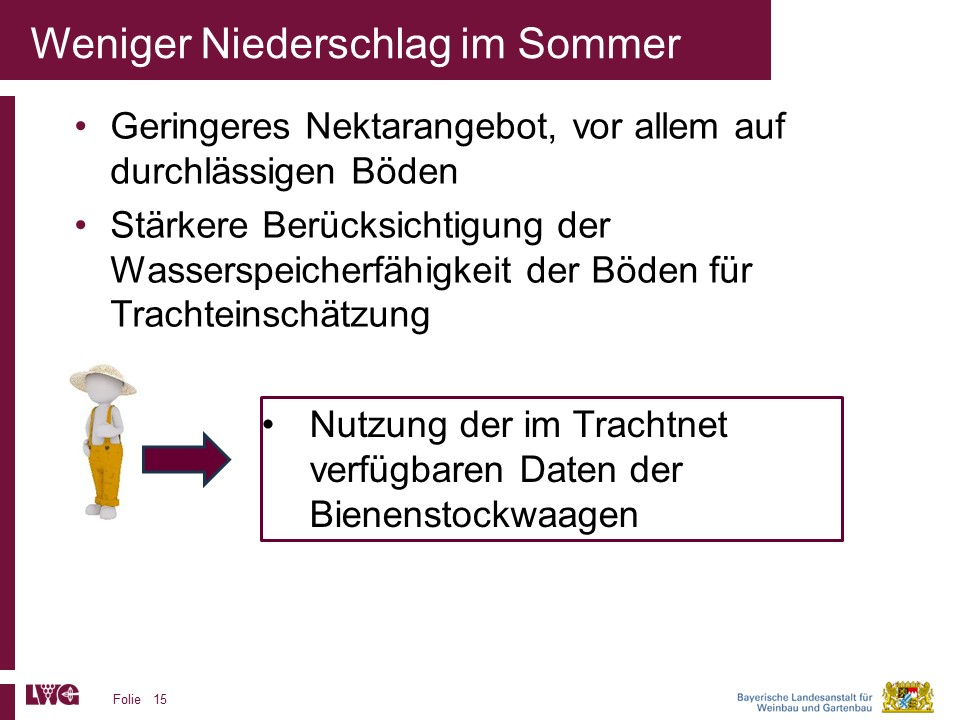 Weniger Niederschlag im Sommer
• Geringeres Nektarangebot, vor allem auf
durchlässigen Böden
• Stärkere Berücksichtigung der
Wasserspeicherfähigkeit der Böden für
Trachteinschätzung
• Nutzung der im Trachtnet
verfügbaren Daten der
Bienenstockwaagen
LWG
Folie 15
Bayerische Landesanstalt für
Weinbau und Gartenbau